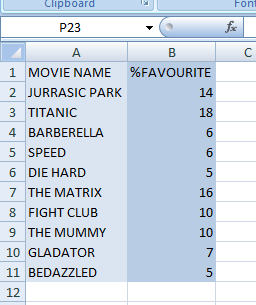 Clipboard Font
P23
A B C
1 MOVIE NAME %FAVOURITE
2 JURRASIC PARK 14
3 TITANIC 18
4 BARBERELLA 6
5 SPEED 6
6 DIE HARD 5
7 THE MATRIX 16
8 FIGHT CLUB 10
9 THE MUMMY 10
10 GLADATOR 7
11 BEDAZZLED 5
12